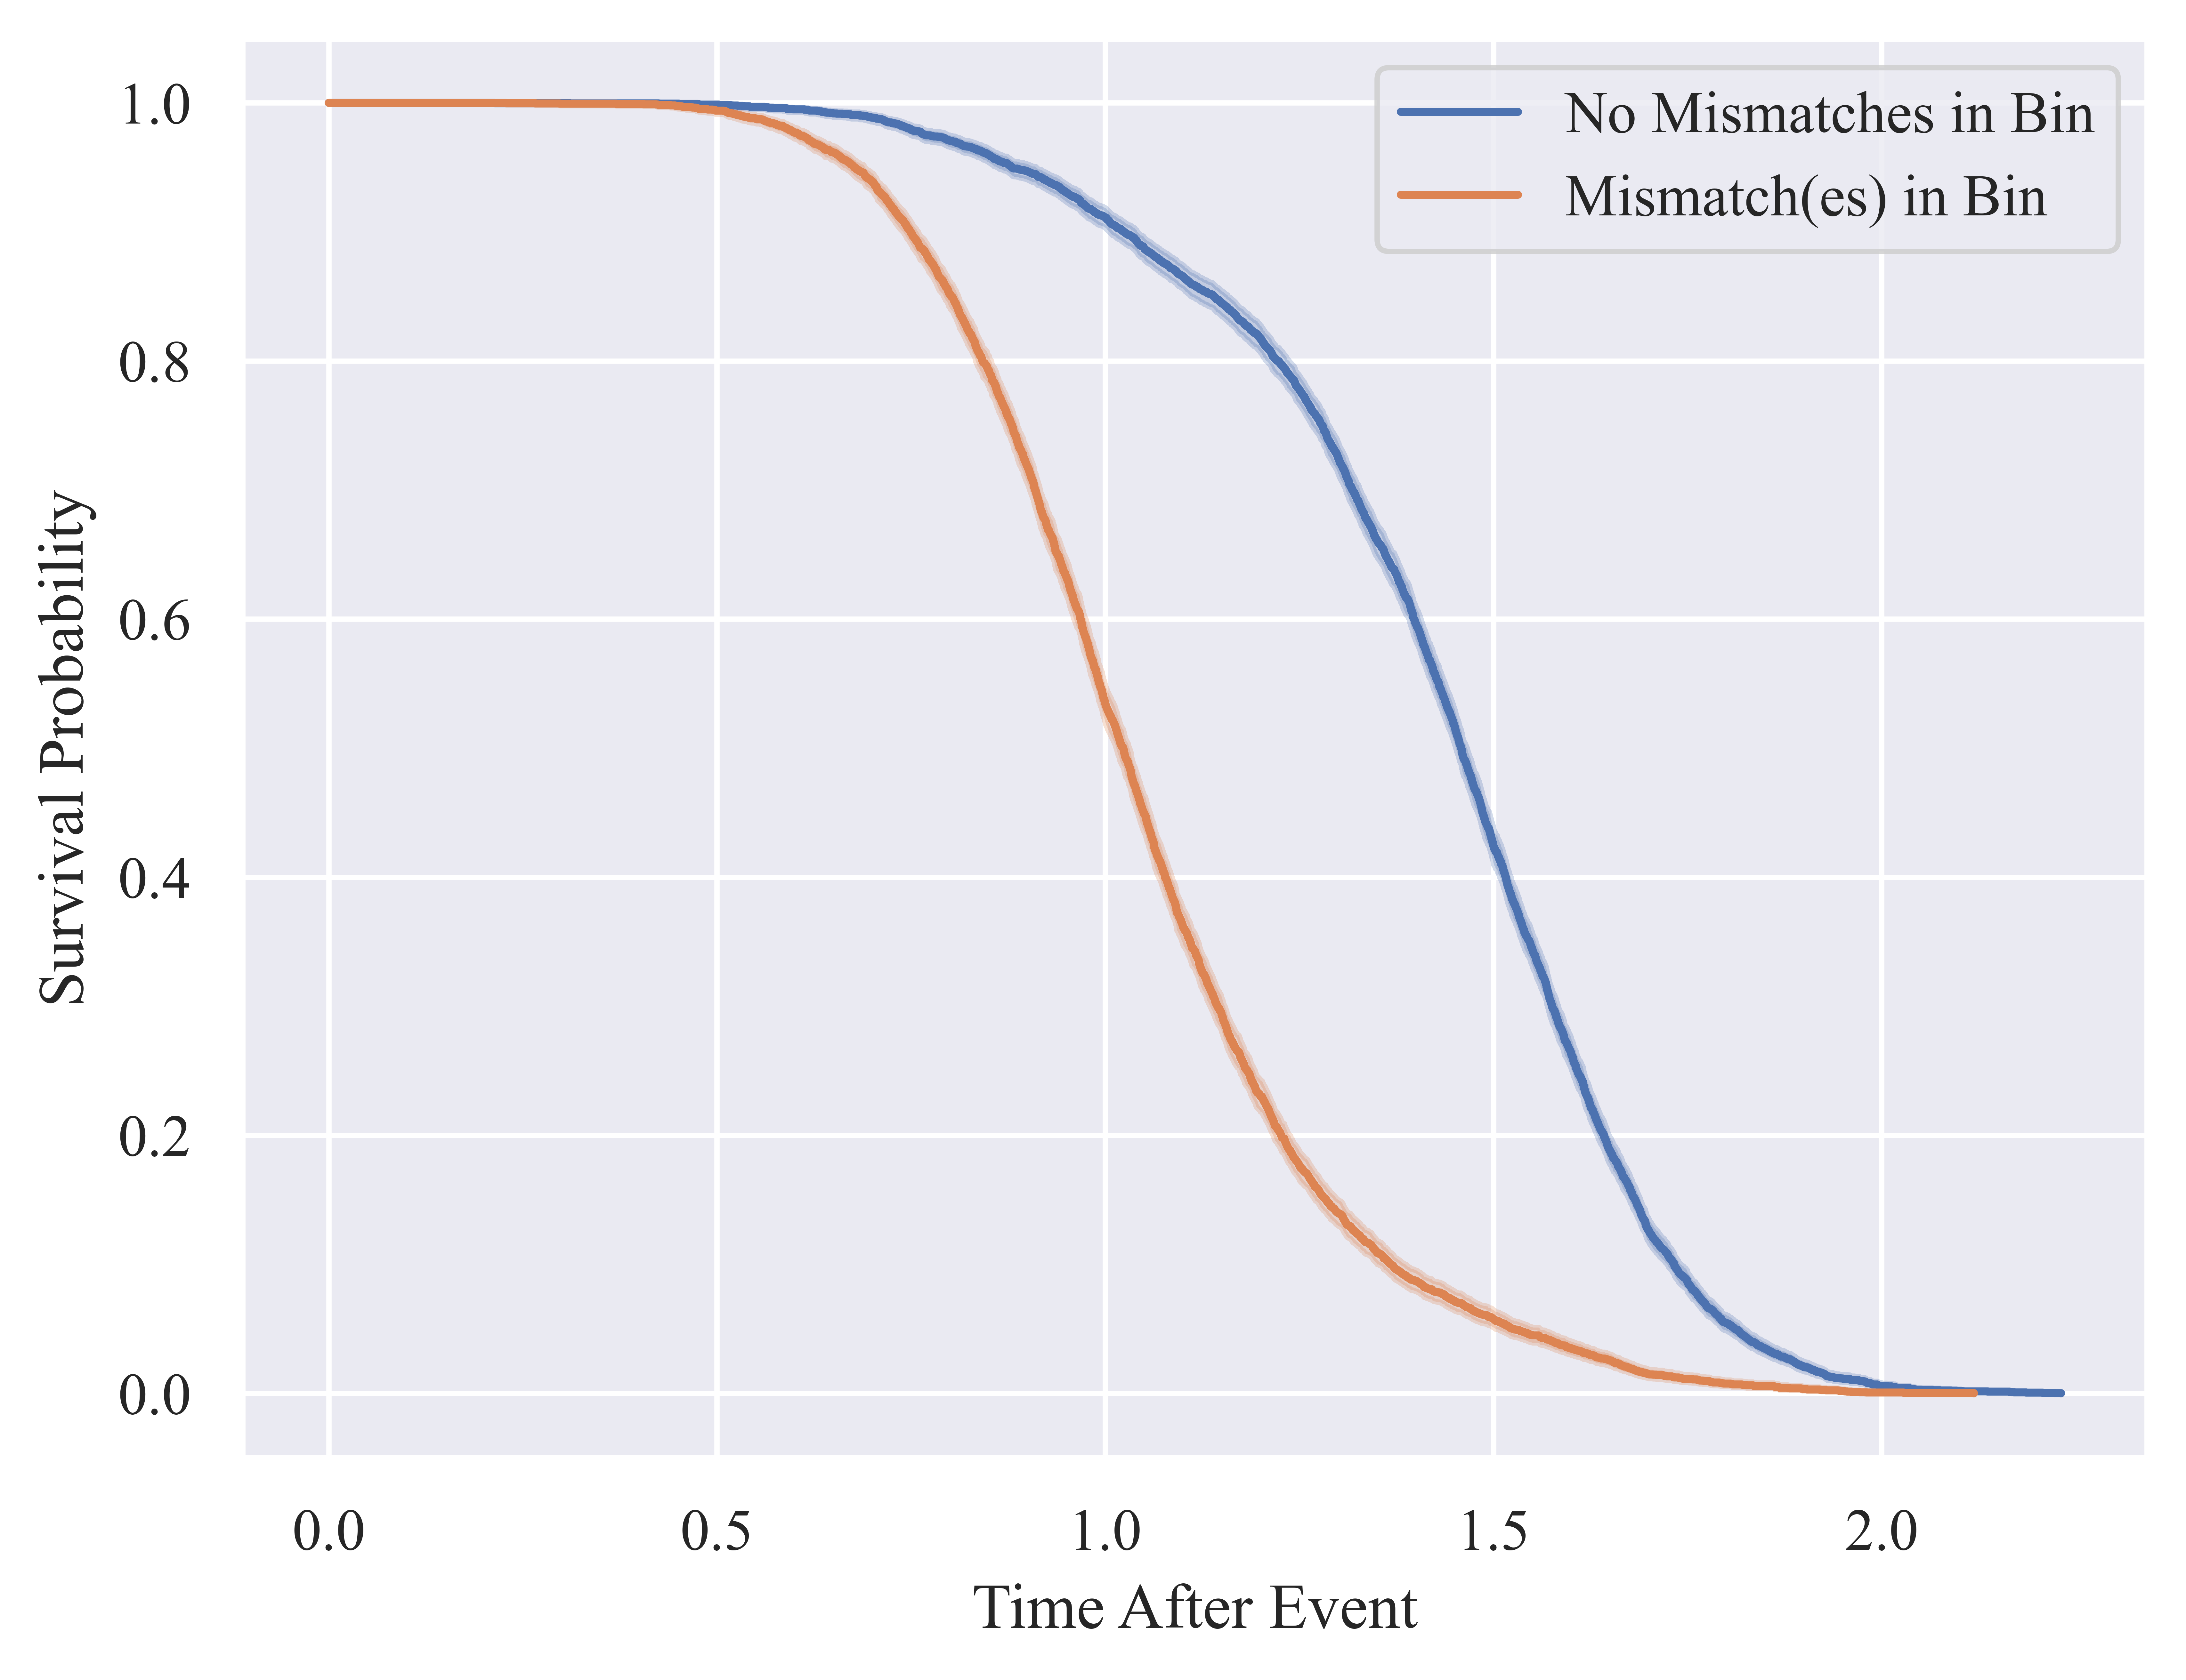 No Mismatches in Bin
Mismatch(es) in Bin
1.0
0.8
0.6
0.4
0.2
0.0
Survival Probability
0.0 0.5 1.0 1.5 2.0
Time After Event